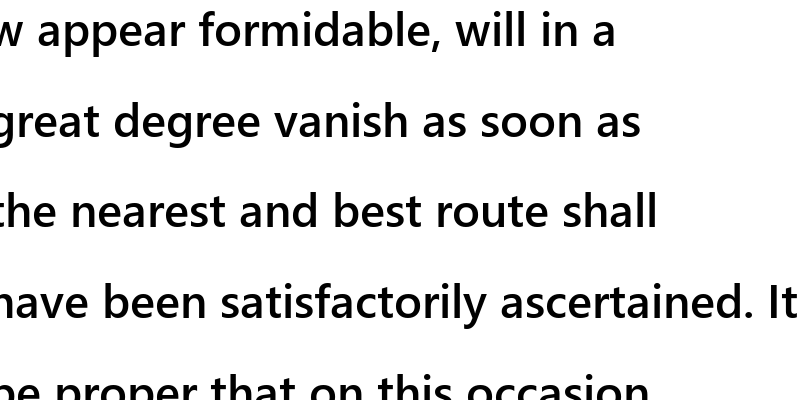 w appear formidable, will in a
great degree vanish as soon as
the nearest and best route shall
have been satisfactorily ascertained. It
be proper that on this occasion